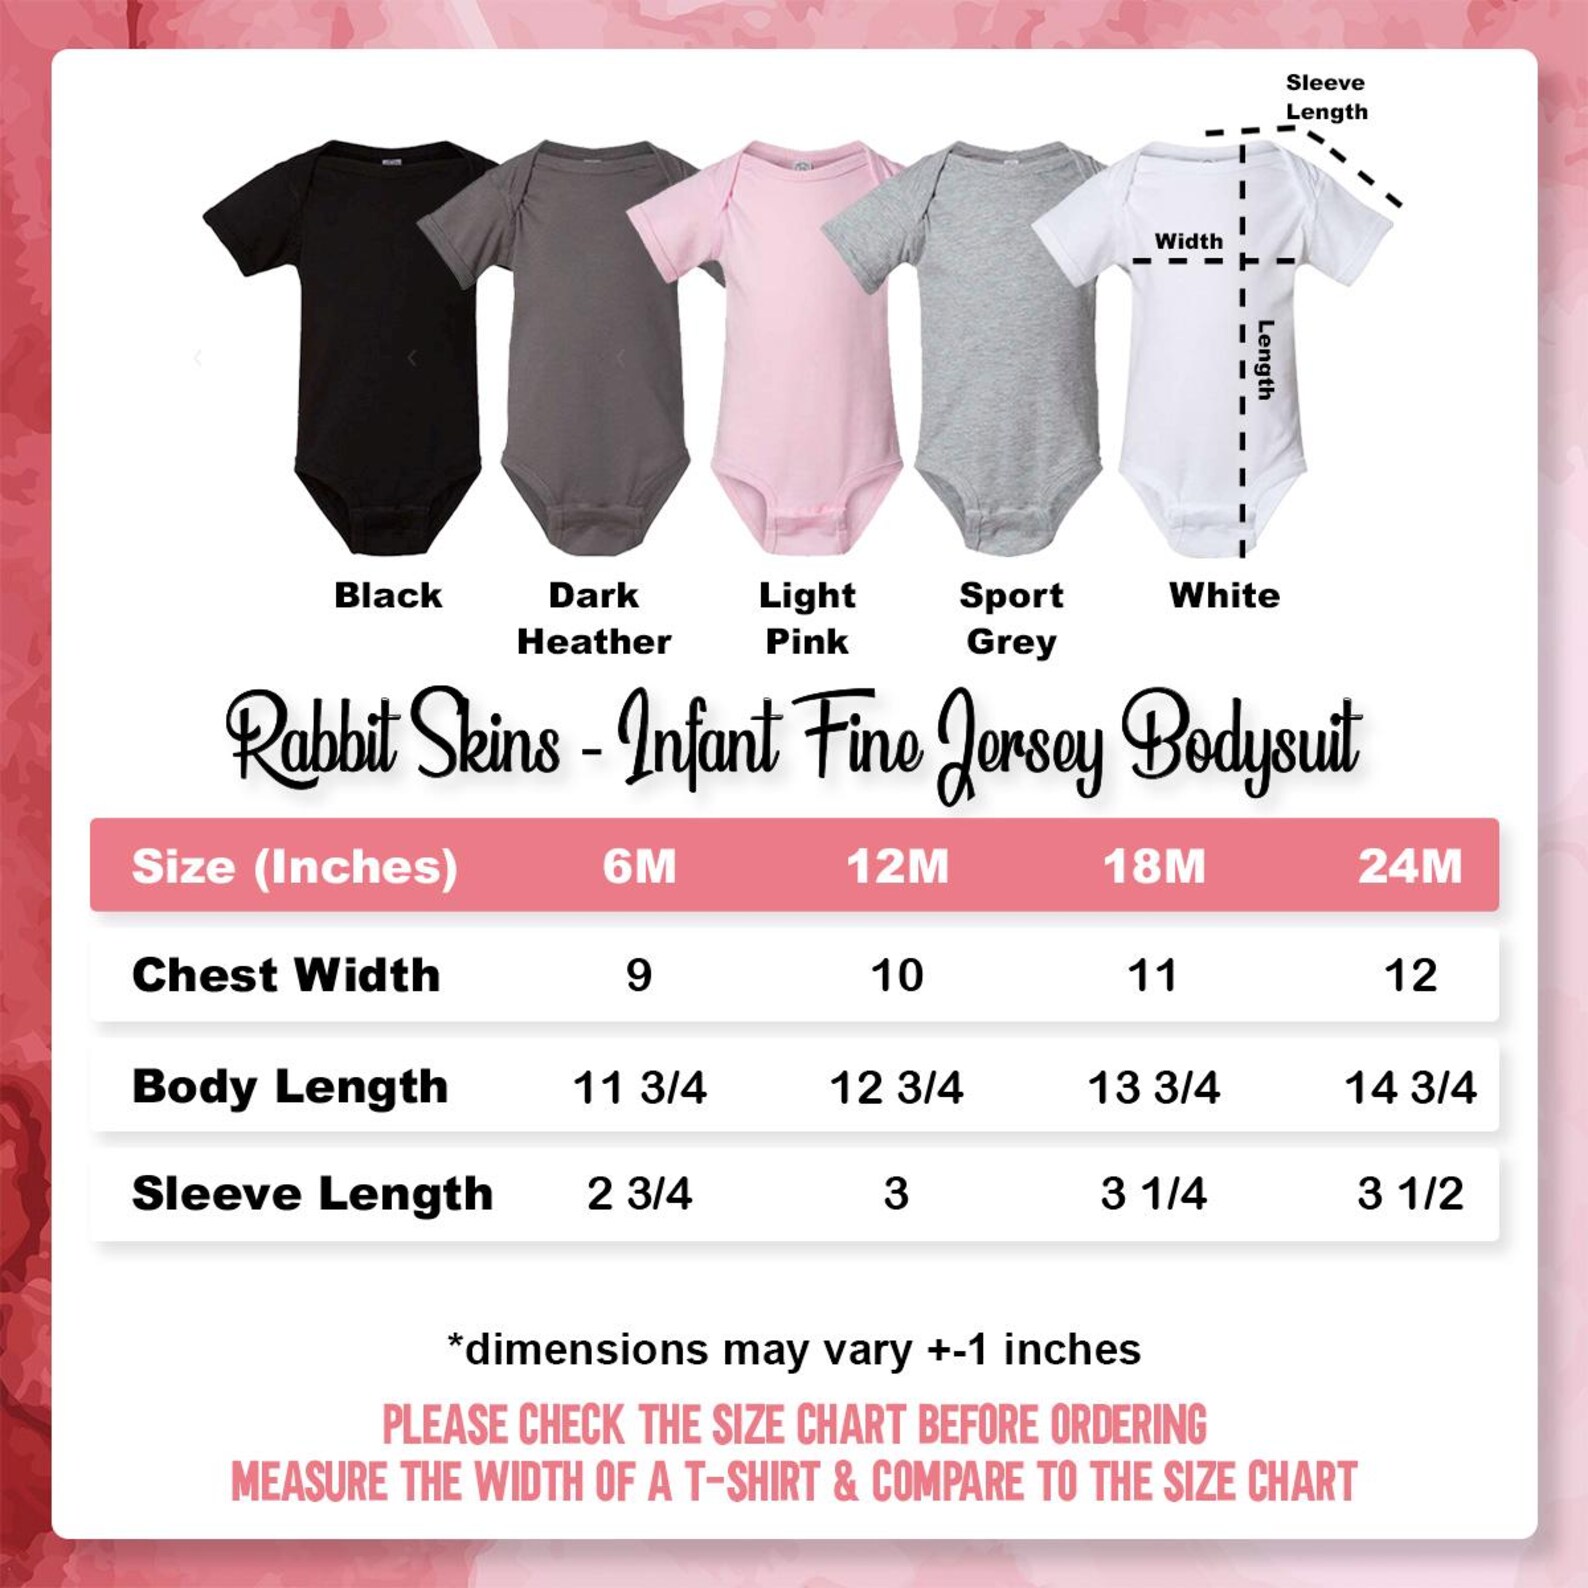 Sleeve
Length
Width
Length
Black
Dark
Heather
Light
Pink
Sport
Grey
White
Rabbit Skins - Infant Fine Jersey Bodysuit
Size (Inches) 6M 12M 18M 24M
Chest Width 9 10 11 12
Body Length 11 3/4 12 3/4 13 3/4 14 3/4
Sleeve Length 2 3/4 3 3 1/4 3 1/2
*dimensions may vary +-1 inches
PLEASE CHECK THE SIZE CHART BEFORE ORDERING
MEASURE THE WIDTH OF A T-SHIRT & COMPARE TO THE SIZE CHART